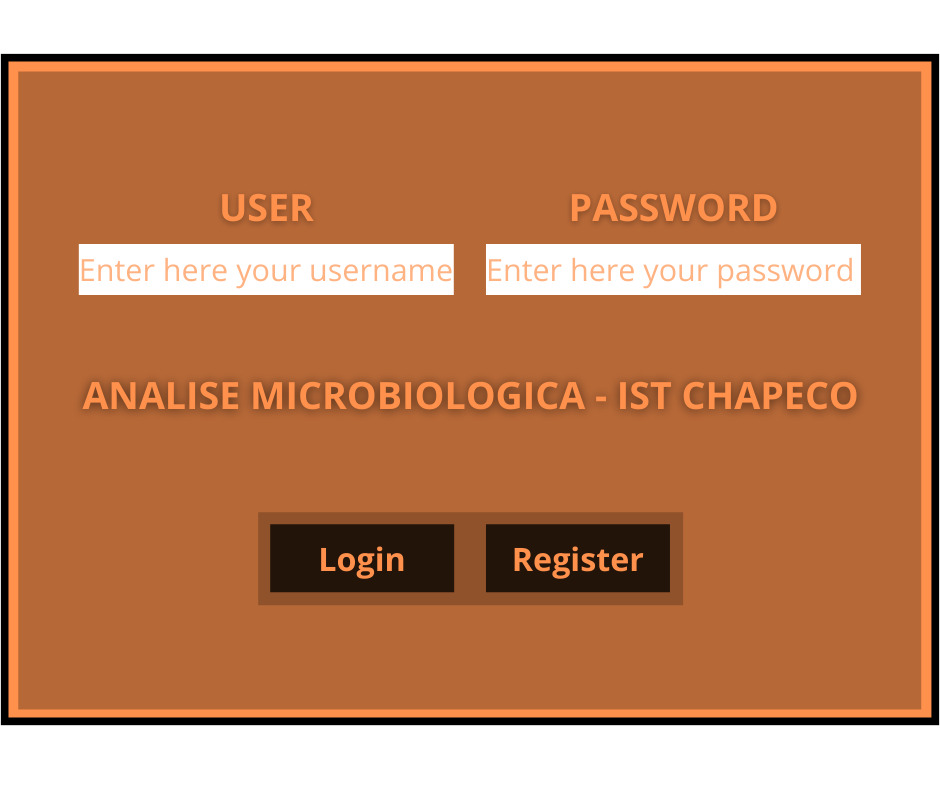 USER
PASSWORD
Enter here your username
Enter here your password
ANALISE MICROBIOLOGICA - IST CHAPECO
Login
Register